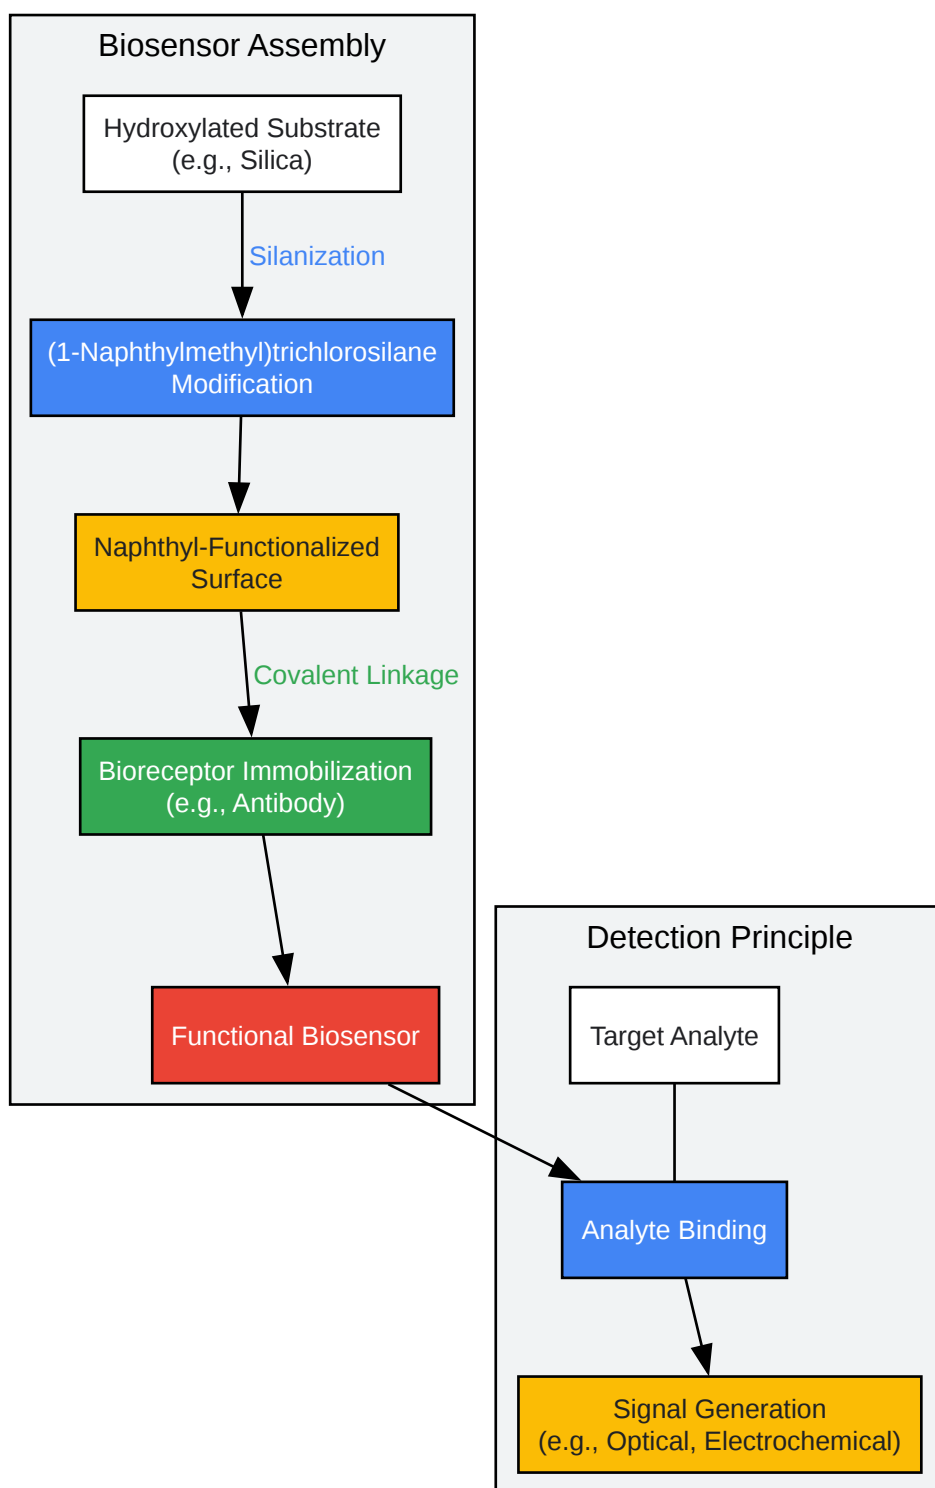 Biosensor Assembly
Hydroxylated Substrate
(e.g., Silica)
Silanization
(1-Naphthylmethyl)trichlorosilane
Modification
Naphthyl-Functionalized
Surface
Covalent Linkage
Bioreceptor Immobilization
(e.g., Antibody)
Functional Biosensor
Detection Principle
Target Analyte
Analyte Binding
Signal Generation
(e.g., Optical, Electrochemical)